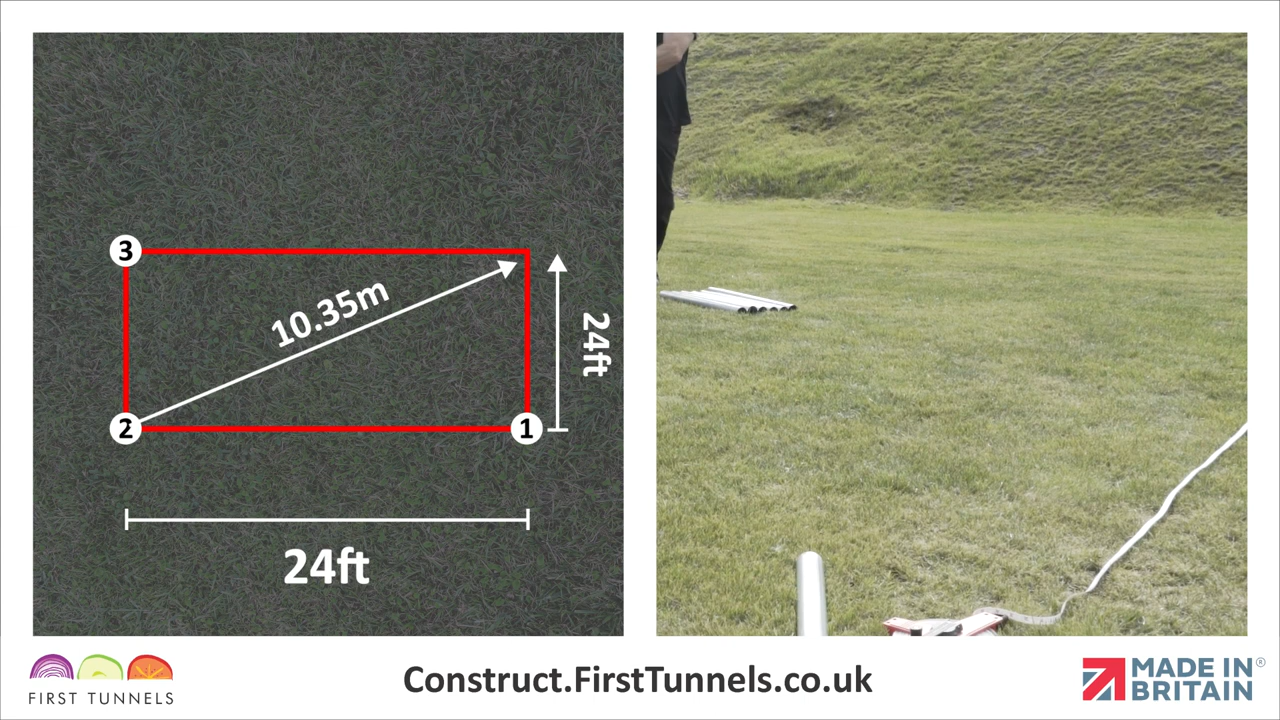 3
10.35m
24ft
2
1
24ft
FIRST TUNNELS
Construct.FirstTunnels.co.uk
MADE IN®
BRITAIN